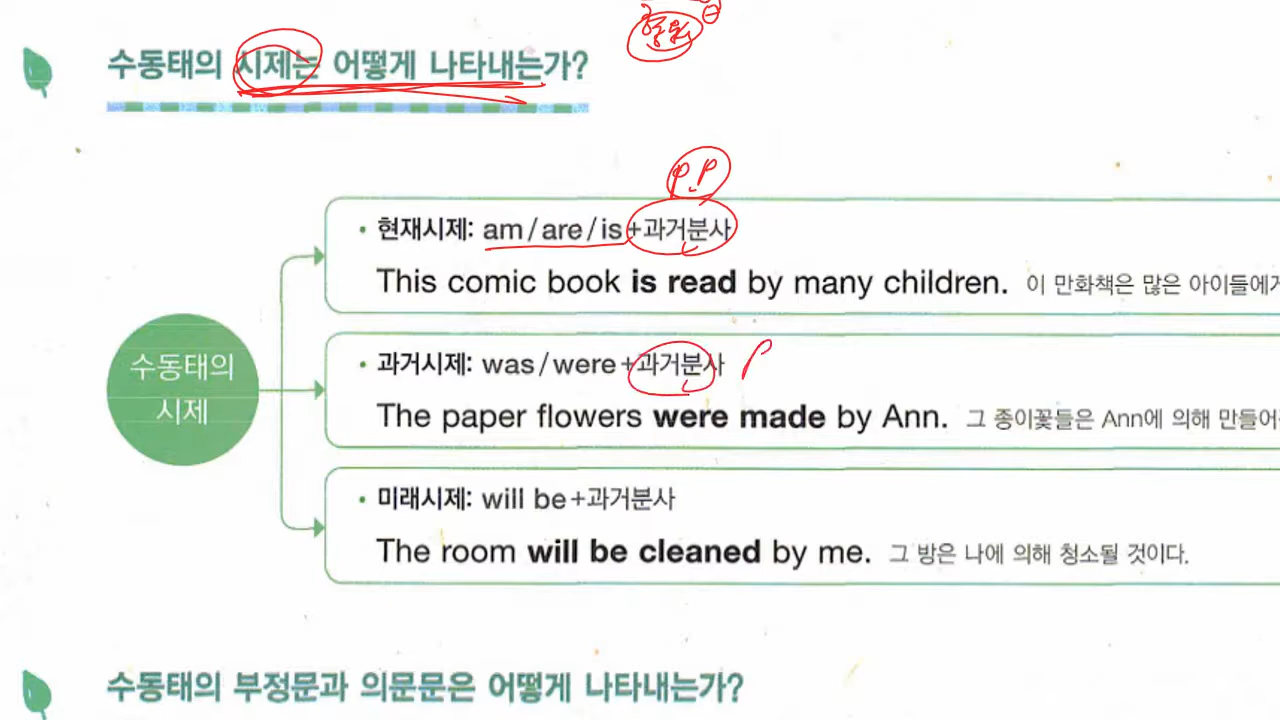 수동태의 시제는 어떻게 나타내는가?
P.P
• 현재시제: am/are/is+과거분사
This comic book is read by many children. 이 만화책은 많은 아이들에게
수동태의
시제
• 과거시제: was/were+과거분사 P
The paper flowers were made by Ann. 그 종이꽃들은 Ann에 의해 만들어
• 미래시제: will be+과거분사
The room will be cleaned by me. 그 방은 나에 의해 청소될 것이다.
수동태의 부정문과 의문문은 어떻게 나타내는가?